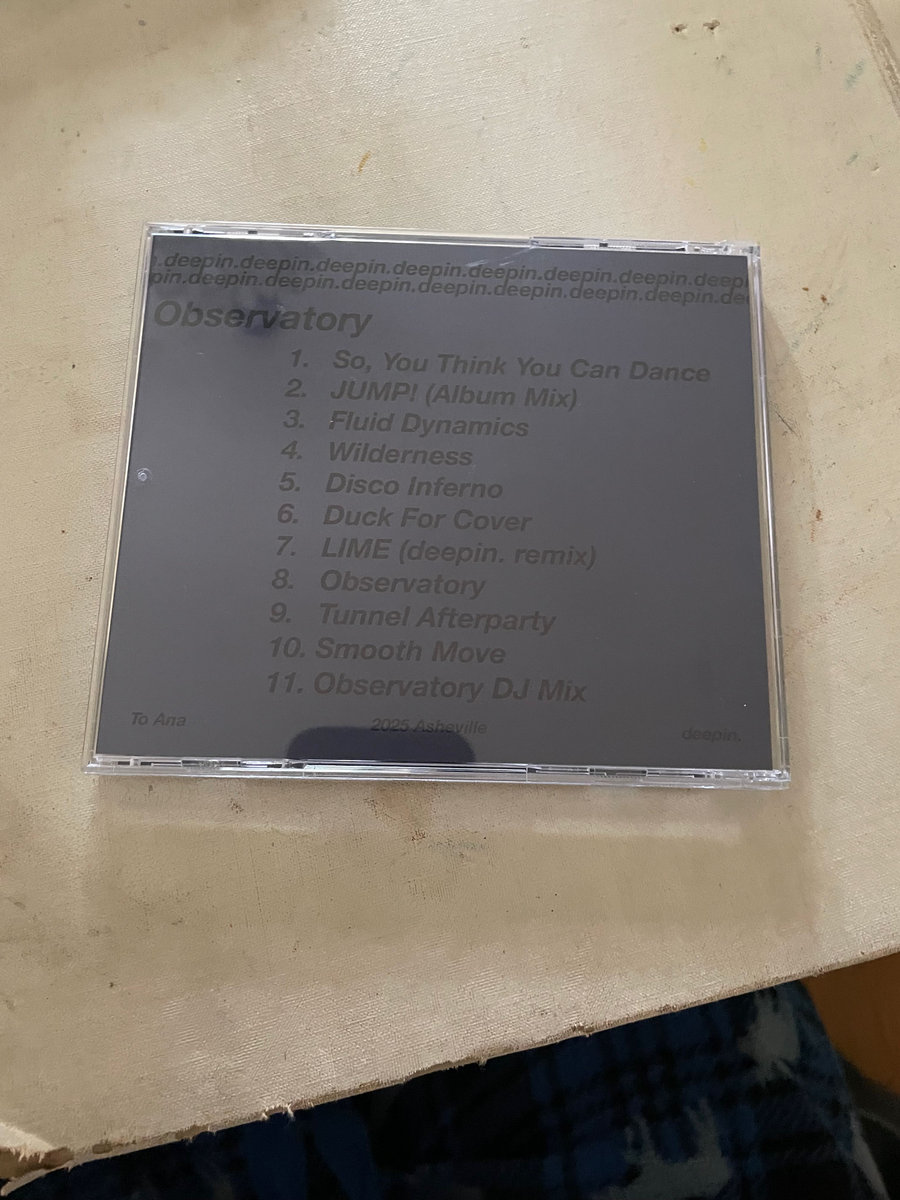 .deepin.deepin.deepin.deepin.deepin.deepin.deepin.deepi
pin.deepin.deepin.deepin.deepin.deepin.deepin.deepin.de
Observatory
1. So, You Think You Can Dance
2. JUMP! (Album Mix)
3. Fluid Dynamics
4. Wilderness
5. Disco Inferno
6. Duck For Cover
7. LIME (deepin. remix)
8. Observatory
9. Tunnel Afterparty
10. Smooth Move
11. Observatory DJ Mix
To Ana 2025 Asheville deepin.